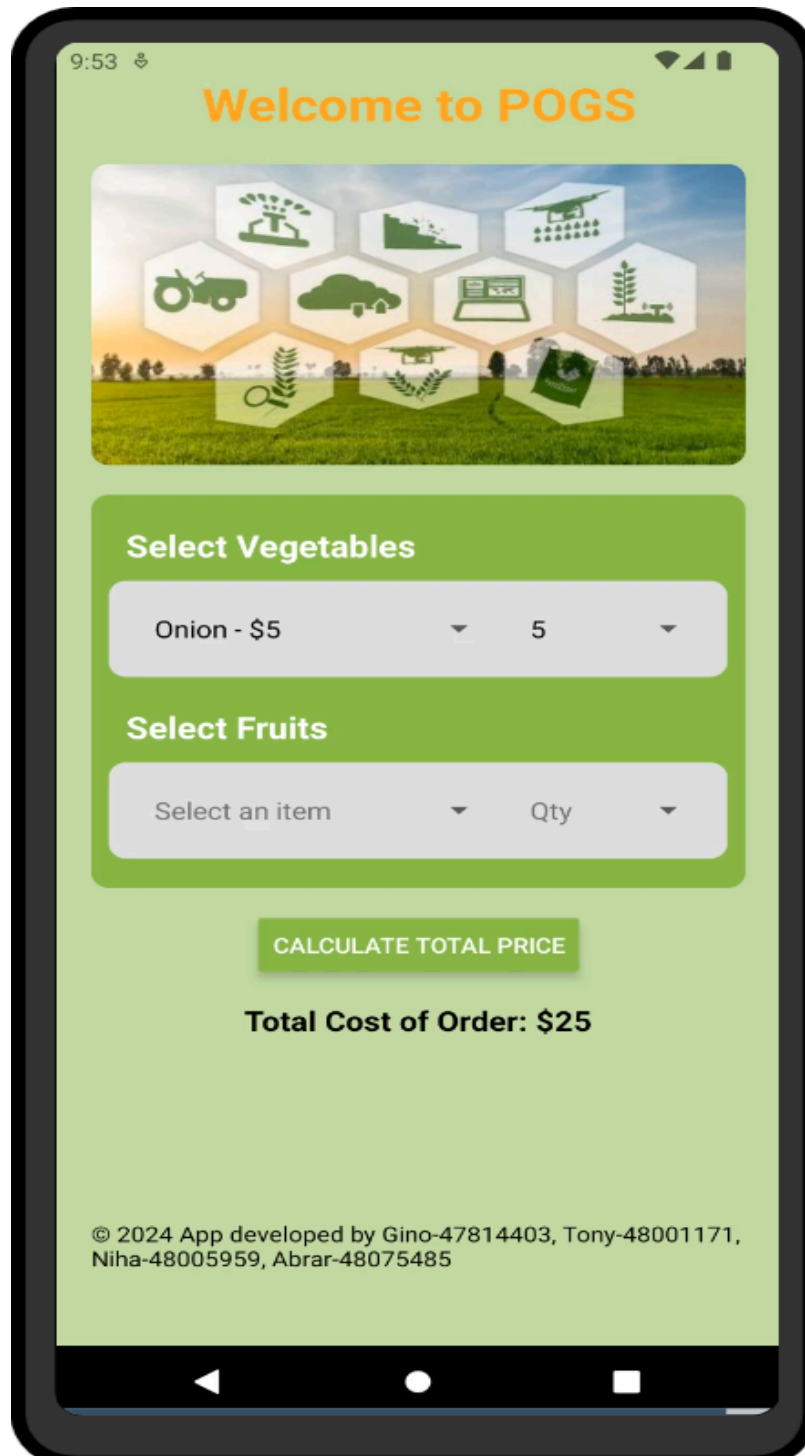 9:53
Welcome to POGS
Select Vegetables
Onion - $5 5
Select Fruits
Select an item Qty
CALCULATE TOTAL PRICE
Total Cost of Order: $25
© 2024 App developed by Gino-47814403, Tony-48001171,
Niha-48005959, Abrar-48075485